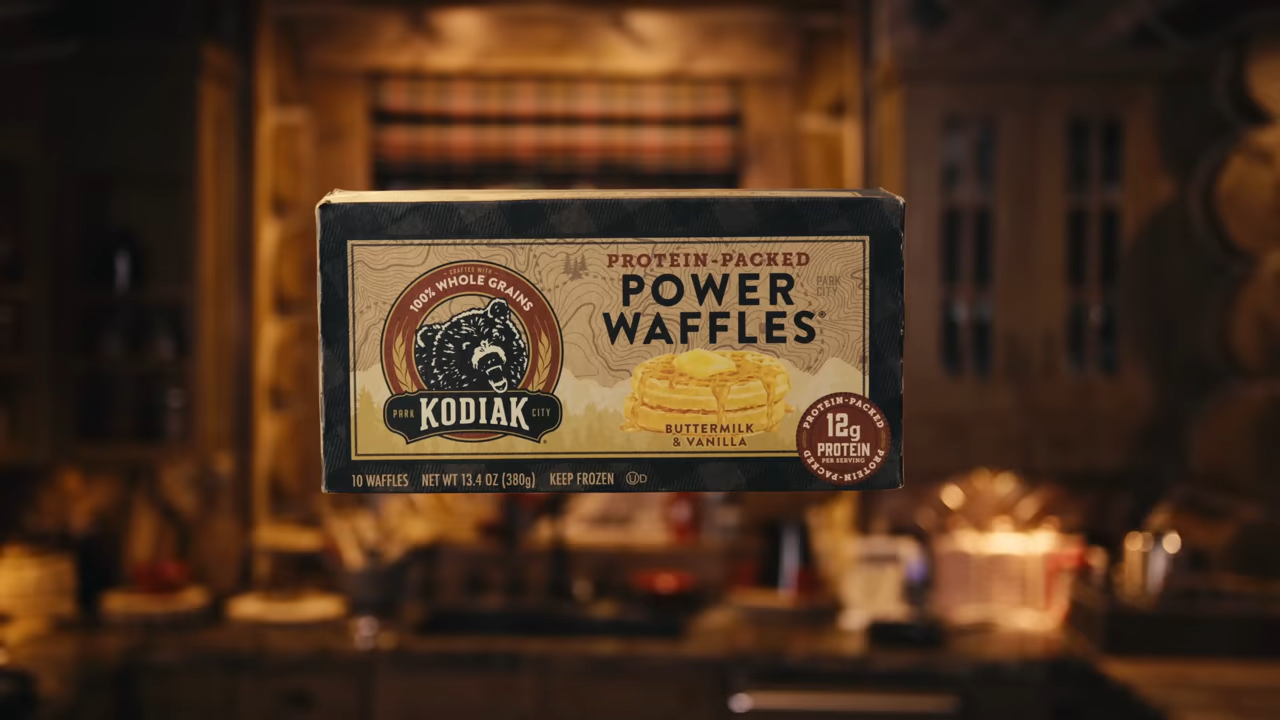 CRAFTED WITH
100% WHOLE GRAINS
PARK KODIAK CITY
PROTEIN-PACKED
POWER
WAFFLES®
PARK
CITY
BUTTERMILK
& VANILLA
PROTEIN-PACKED
12g
PROTEIN
PER SERVING
PROTEIN-PACKED
10 WAFFLES NET WT 13.4 OZ (380g) KEEP FROZEN UD